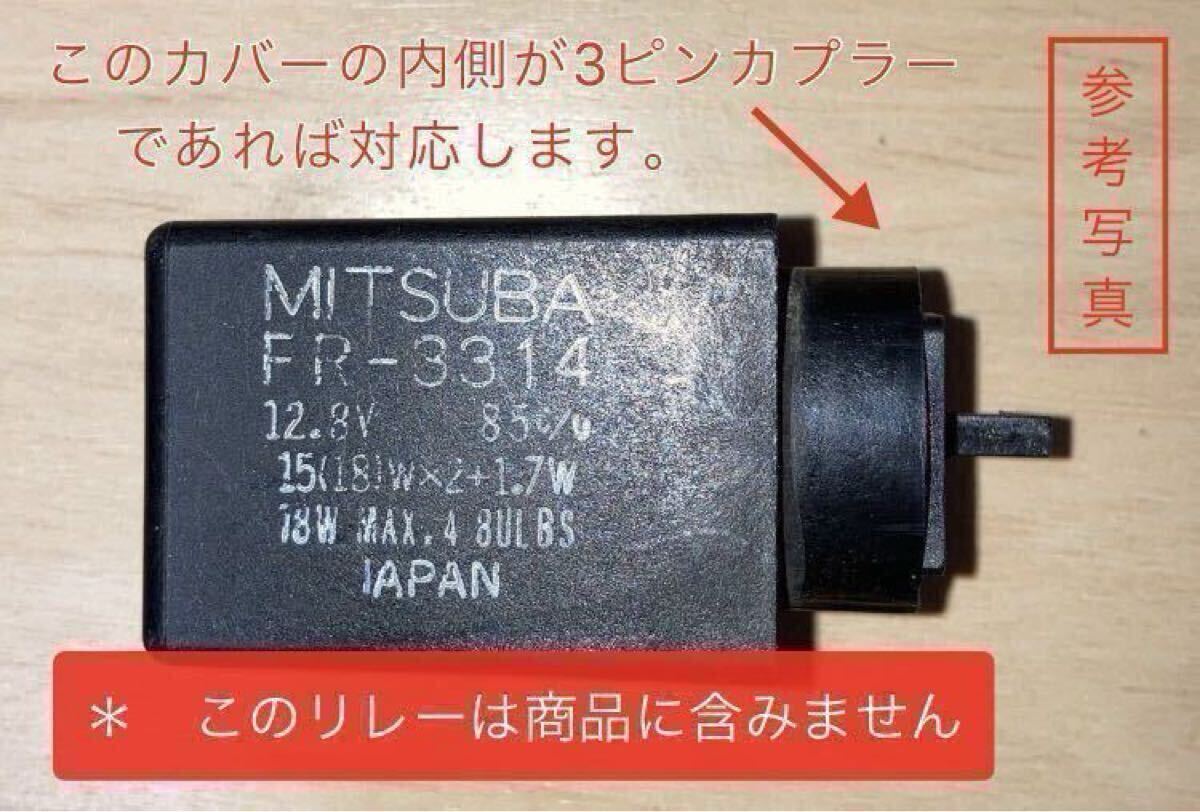 このカバーの内側が3ピンカプラー
であれば対応します。
参考写真
MITSUBA
FR-3314
12.8V 85c/m
15(18)W×2+1.7W
18W MAX.4 BULBS
JAPAN
＊ このリレーは商品に含みません